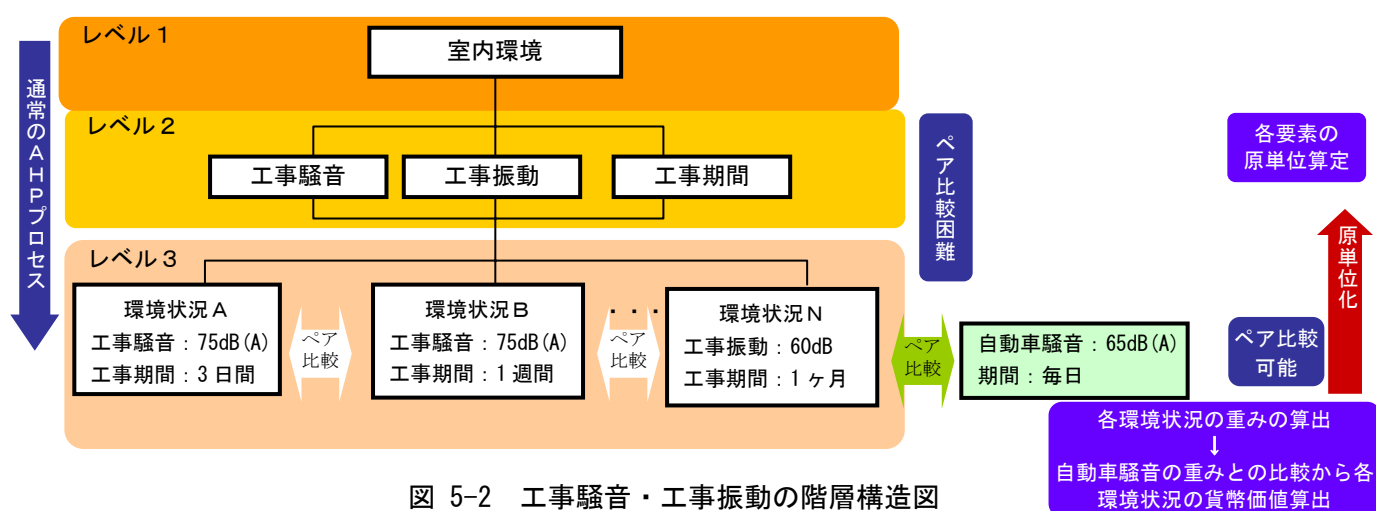 レベル１
室内環境
通常のＡＨＰプロセス
レベル２
工事騒音
工事振動
工事期間
ペア比較困難
各要素の
原単位算定
レベル３
環境状況Ａ
工事騒音：75dB(A)
工事期間：3 日間
ペア
比較
環境状況Ｂ
工事騒音：75dB(A)
工事期間：1 週間
・・・
ペア
比較
環境状況Ｎ
工事振動：60dB
工事期間：1 ヶ月
ペア
比較
自動車騒音：65dB(A)
期間：毎日
ペア比較
可能
原単位化
各環境状況の重みの算出
↓
自動車騒音の重みとの比較から各
環境状況の貨幣価値算出
図 5-2　工事騒音・工事振動の階層構造図